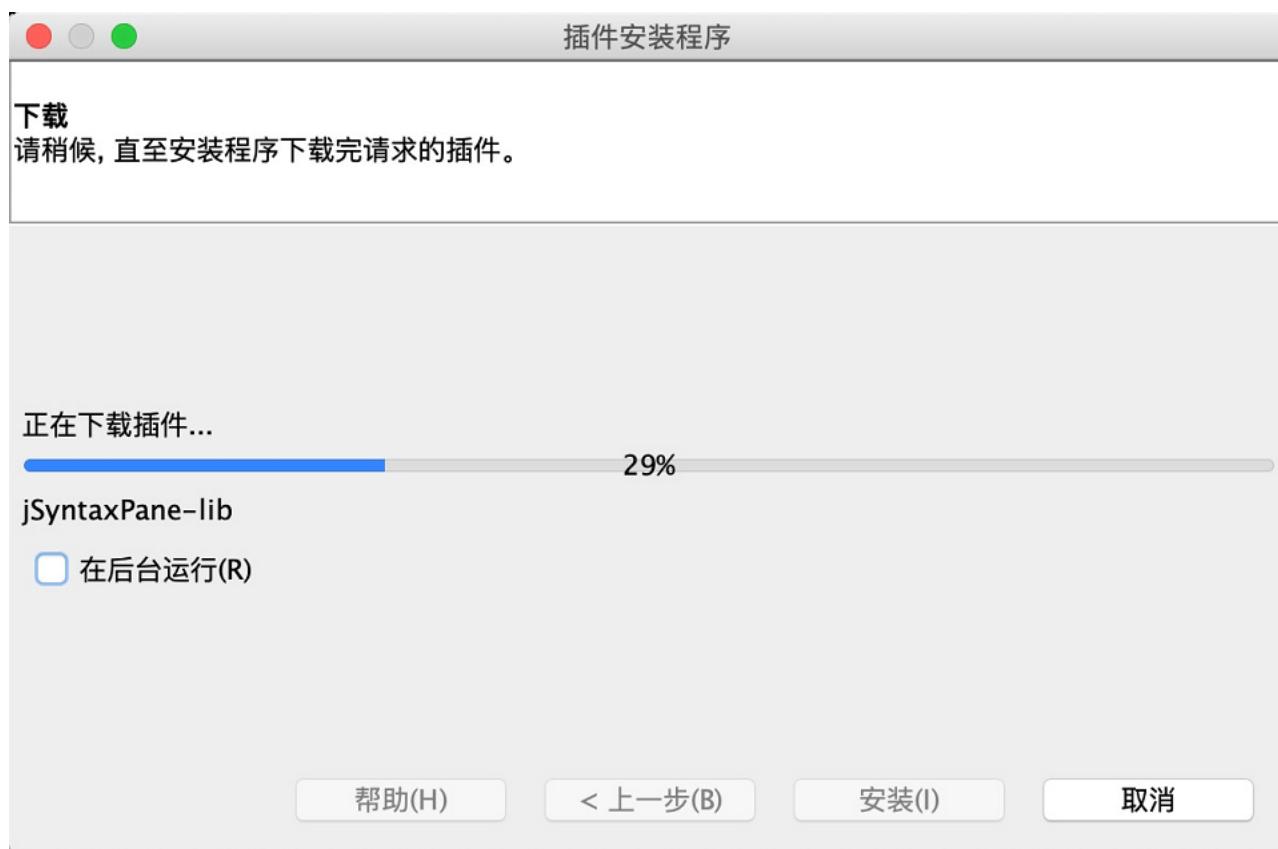 插件安装程序
下载
请稍候, 直至安装程序下载完请求的插件。
正在下载插件...
29%
jSyntaxPane-lib
在后台运行(R)
帮助(H)
< 上一步(B)
安装(I)
取消